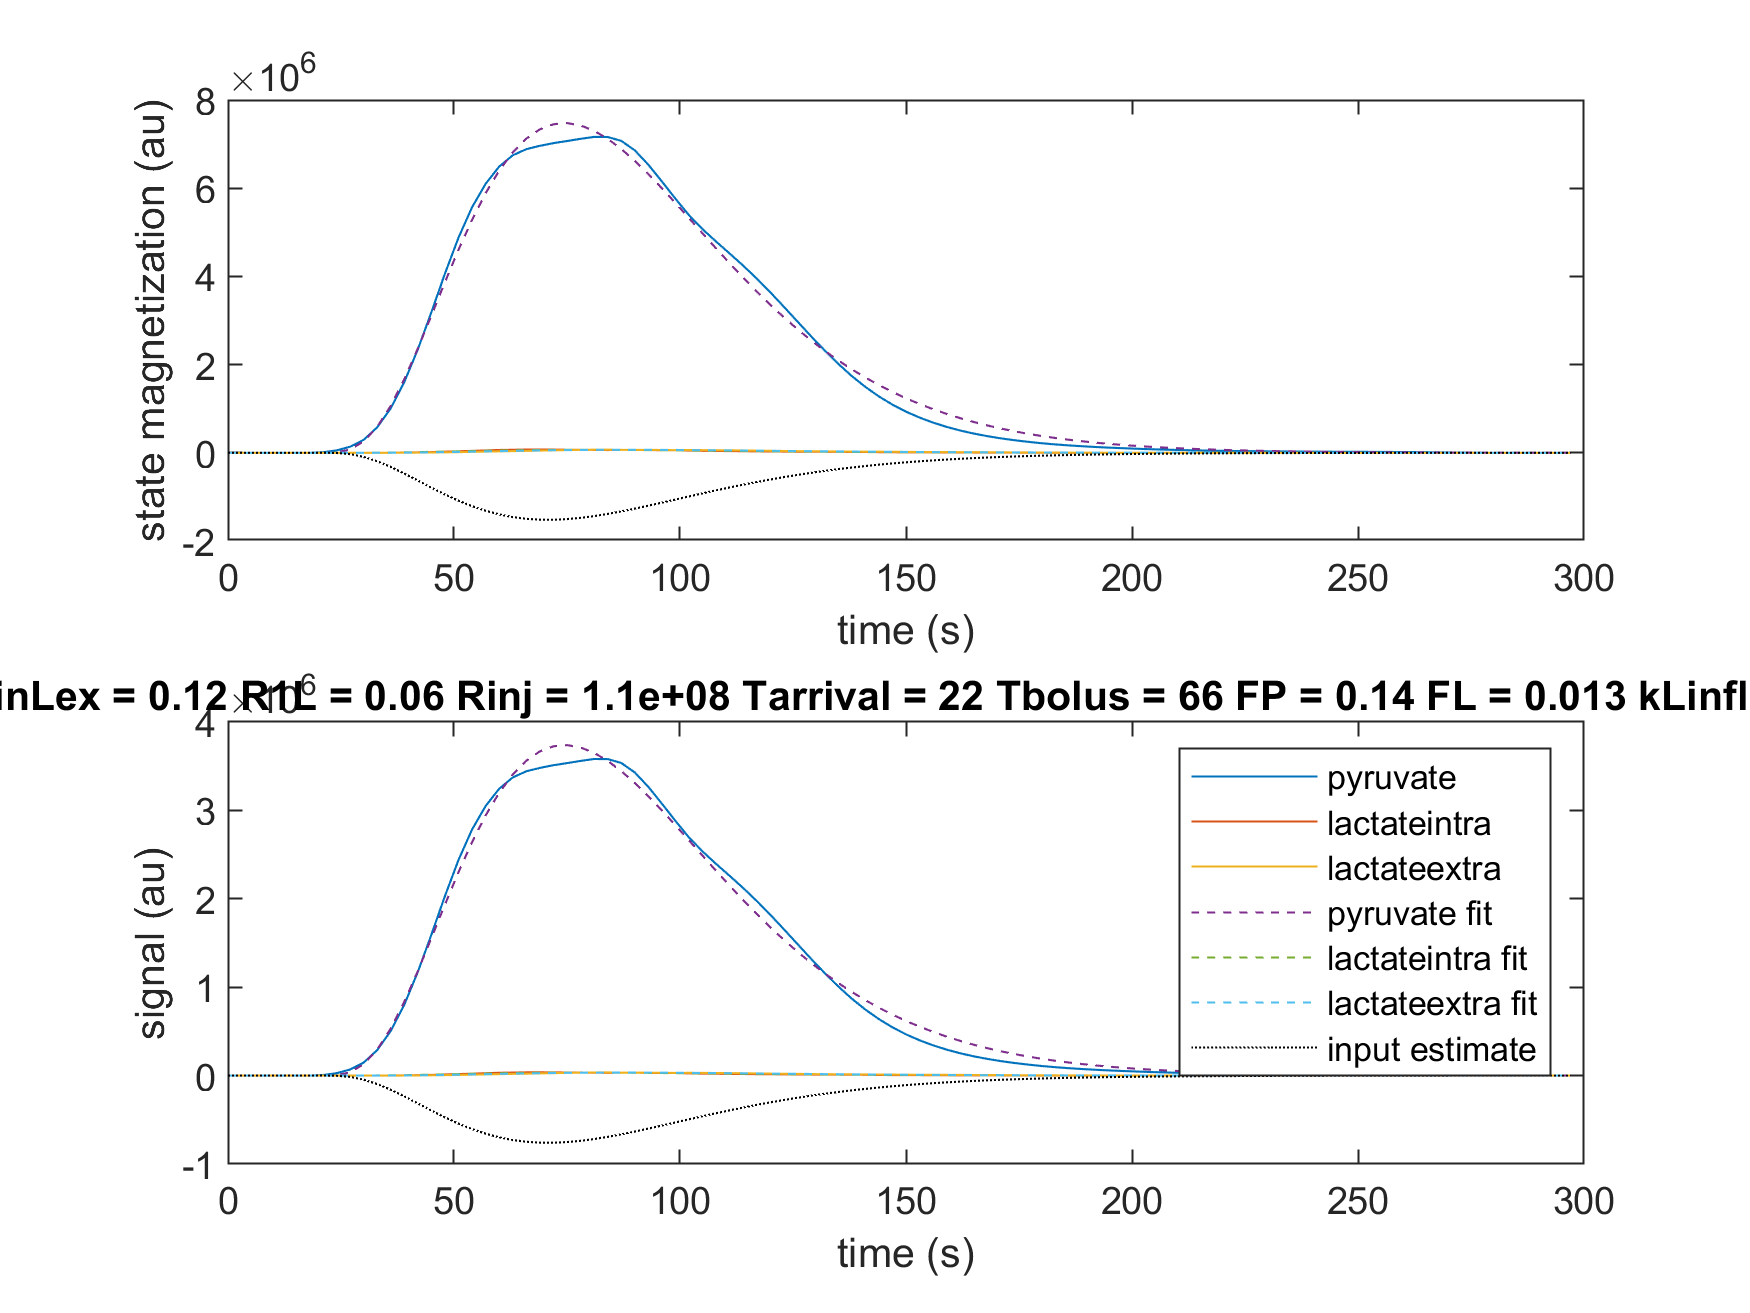 ×10^6
8
6
4
2
0
-2
state magnetization (au)
0 50 100 150 200 250 300
time (s)
inLex = 0.12 R1L = 0.06 Rinj = 1.1e+08 Tarrival = 22 Tbolus = 66 FP = 0.14 FL = 0.013 kLinfl
×10^6
4
3
2
1
0
-1
signal (au)
pyruvate
lactateintra
lactateextra
pyruvate fit
lactateintra fit
lactateextra fit
input estimate
0 50 100 150 200 250 300
time (s)